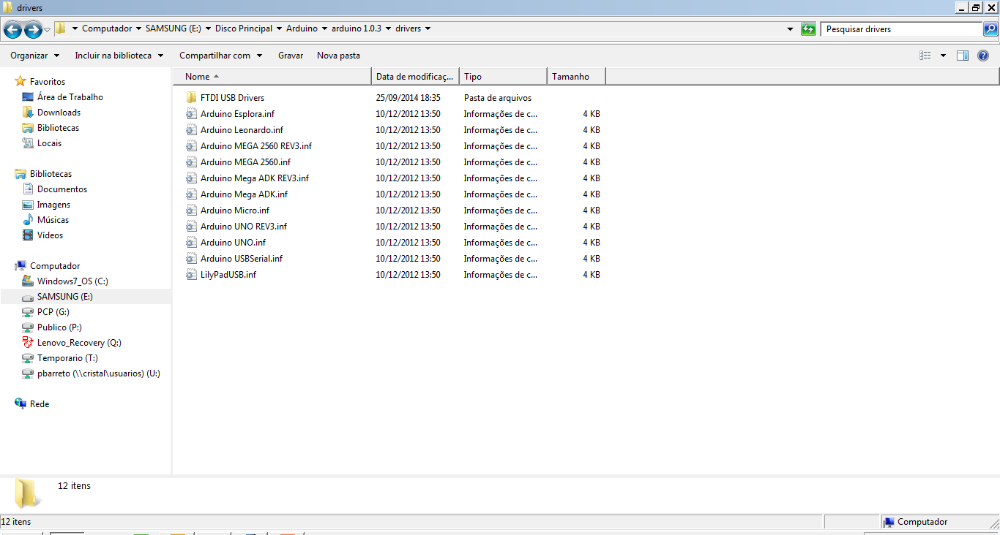 drivers
Computador SAMSUNG (E:) Disco Principal Arduino arduino 1.0.3 drivers Pesquisar drivers
Organizar Incluir na biblioteca Compartilhar com Gravar Nova pasta
Favoritos
Área de Trabalho
Downloads
Bibliotecas
Locais
Bibliotecas
Documentos
Imagens
Músicas
Vídeos
Computador
Windows7_OS (C:)
SAMSUNG (E:)
PCP (G:)
Publico (P:)
Lenovo_Recovery (Q:)
Temporario (T:)
pbarreto (\\cristal\usuarios) (U:)
Rede
Nome Data de modificaç... Tipo Tamanho
FTDI USB Drivers 25/09/2014 18:35 Pasta de arquivos
Arduino Esplora.inf 10/12/2012 13:50 Informações de c... 4 KB
Arduino Leonardo.inf 10/12/2012 13:50 Informações de c... 4 KB
Arduino MEGA 2560 REV3.inf 10/12/2012 13:50 Informações de c... 4 KB
Arduino MEGA 2560.inf 10/12/2012 13:50 Informações de c... 4 KB
Arduino Mega ADK REV3.inf 10/12/2012 13:50 Informações de c... 4 KB
Arduino Mega ADK.inf 10/12/2012 13:50 Informações de c... 4 KB
Arduino Micro.inf 10/12/2012 13:50 Informações de c... 4 KB
Arduino UNO REV3.inf 10/12/2012 13:50 Informações de c... 4 KB
Arduino UNO.inf 10/12/2012 13:50 Informações de c... 4 KB
Arduino USBSerial.inf 10/12/2012 13:50 Informações de c... 4 KB
LilyPadUSB.inf 10/12/2012 13:50 Informações de c... 4 KB
12 itens
12 itens Computador